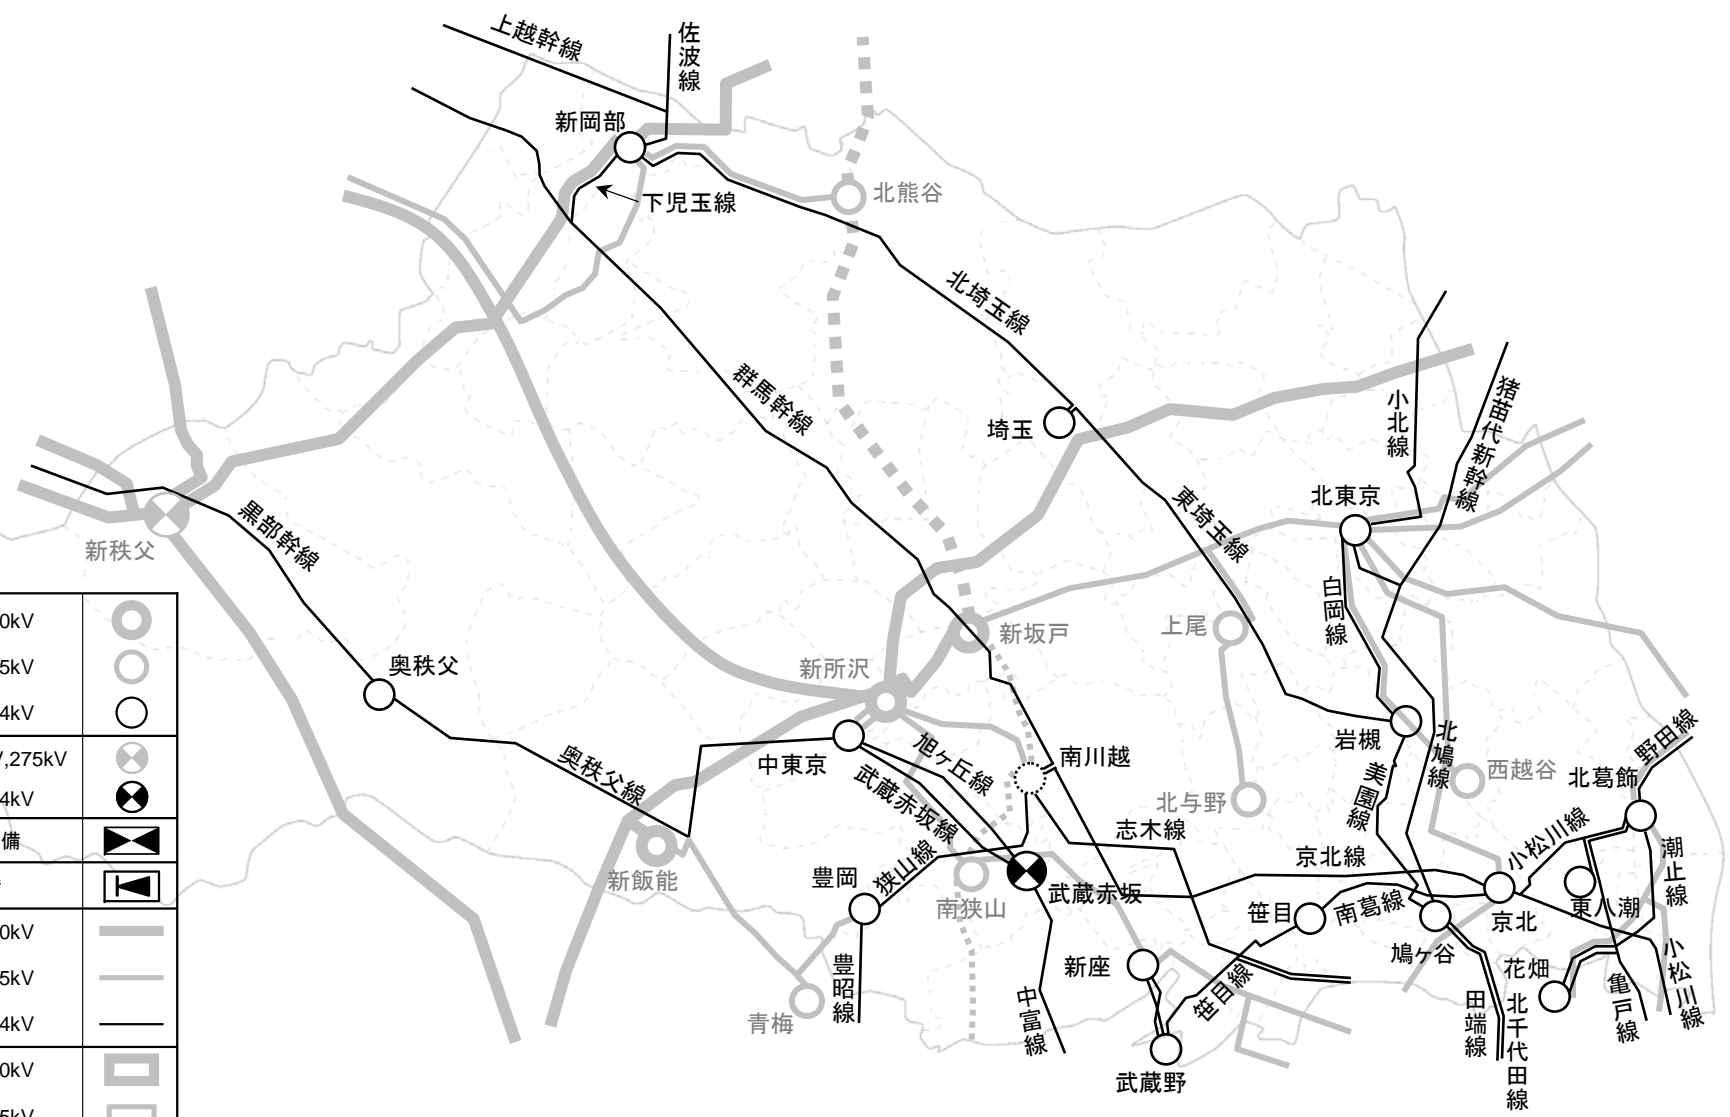 上越幹線
佐波線
新岡部
下児玉線
北熊谷
北埼玉線
群馬幹線
埼玉
小北線
猪苗代新幹線
北東京
東埼玉線
新秩父
黒部幹線
白岡線
上尾
新坂戸
新所沢
奥秩父
0kV
5kV
4kV
,275kV
4kV
備
0kV
5kV
4kV
0kV
5kV
奥秩父線
中東京
旭ヶ丘線
武蔵赤坂線
南川越
岩槻
北鳩線
野田線
美園線
西越谷
北葛飾
北与野
志木線
小松川線
京北線
潮止線
新飯能
豊岡
狭山線
南狭山
武蔵赤坂
笹目
南葛線
京北
東八潮
鳩ヶ谷
新座
花畑
小松川線
豊昭線
青梅
中富線
笹目線
田端線
北千代田線
亀戸線
武蔵野